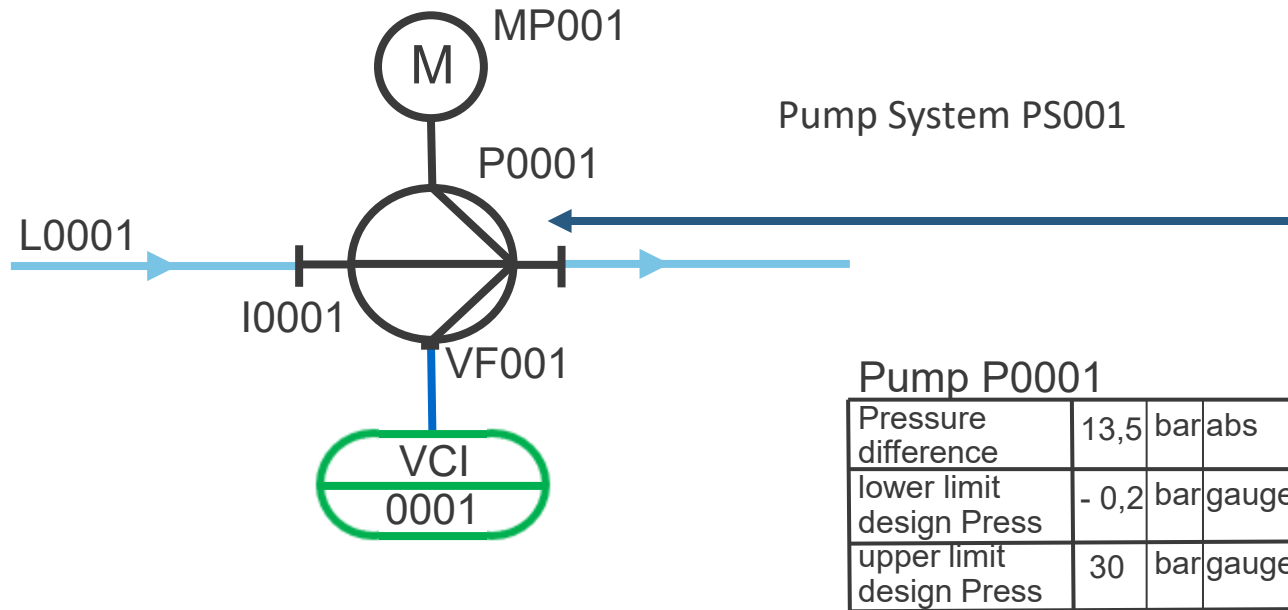 MP001
M
Pump System PS001
P0001
L0001
I0001
VF001
VCI
0001
Pump P0001
Pressure difference 13,5 bar abs
lower limit design Press - 0,2 bar gauge
upper limit design Press 30 bar gauge